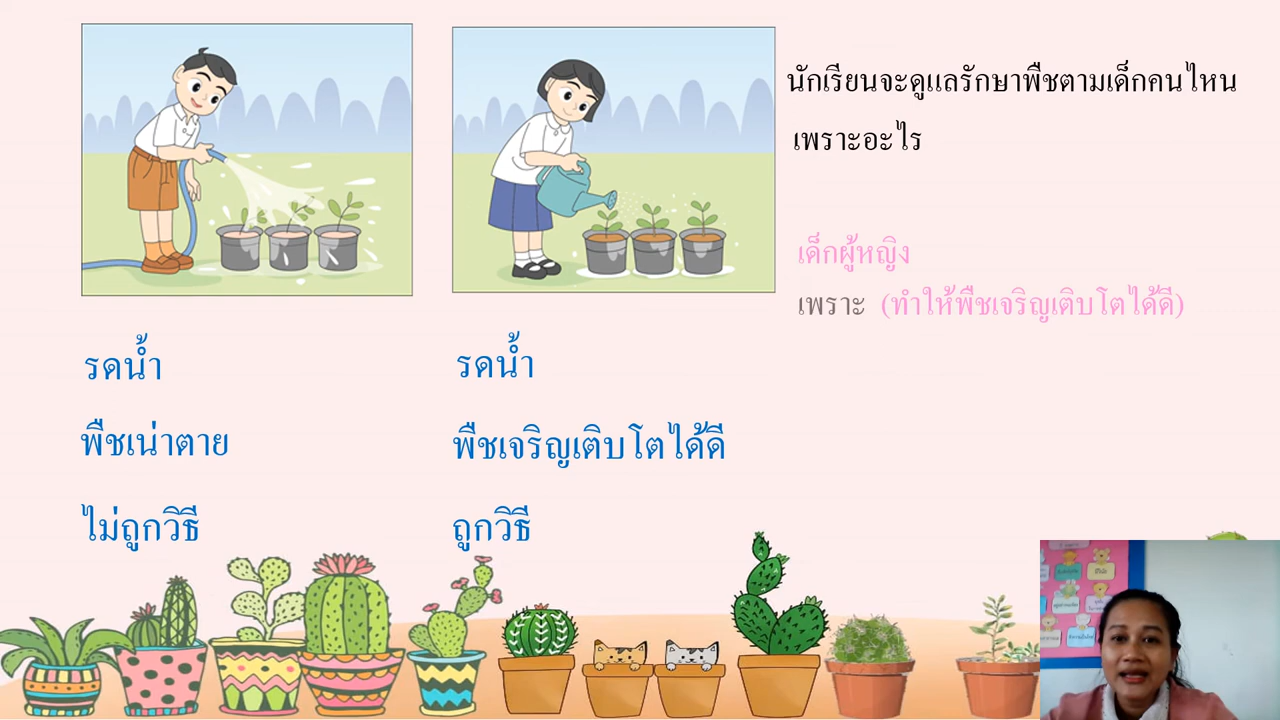 นักเรียนจะดูแลรักษาพืชตามเด็กคนไหน
เพราะอะไร
เด็กผู้หญิง
เพราะ (ทำให้พืชเจริญเติบโตได้ดี)
รดน้ำ
พืชเน่าตาย
ไม่ถูกวิธี
รดน้ำ
พืชเจริญเติบโตได้ดี
ถูกวิธี